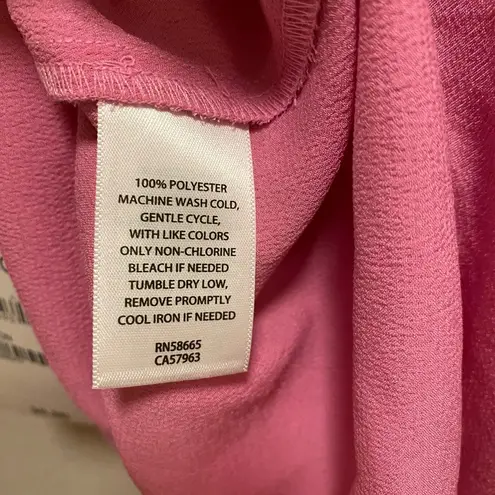 100% POLYESTER
MACHINE WASH COLD,
GENTLE CYCLE,
WITH LIKE COLORS
ONLY NON-CHLORINE
BLEACH IF NEEDED
TUMBLE DRY LOW,
REMOVE PROMPTLY
COOL IRON IF NEEDED
RN58665
CA57963